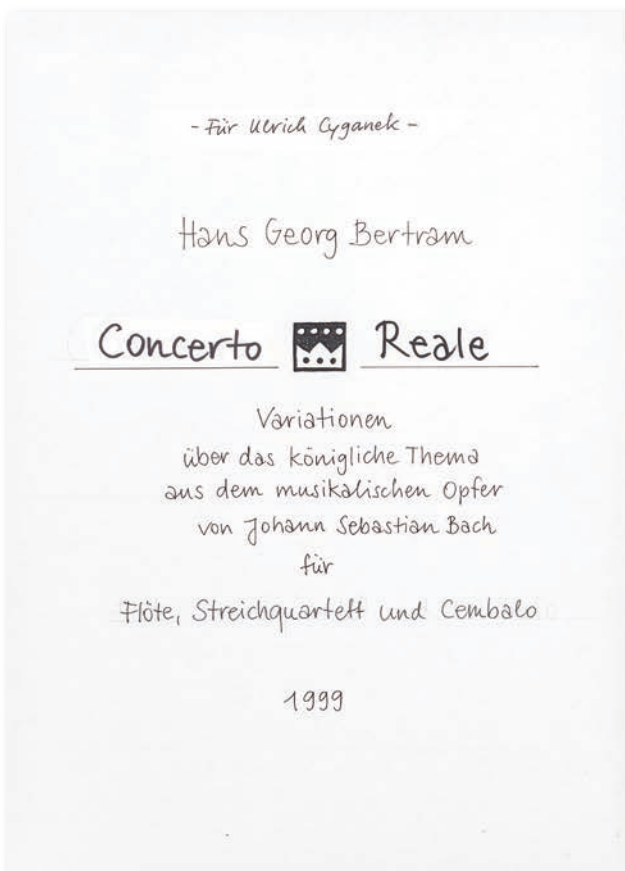 - Für Ulrich Cyganek -
Hans Georg Bertram
Concerto Reale
Variationen
über das königliche Thema
aus dem musikalischen Opfer
von Johann Sebastian Bach
für
Flöte, Streichquartett und Cembalo
1999